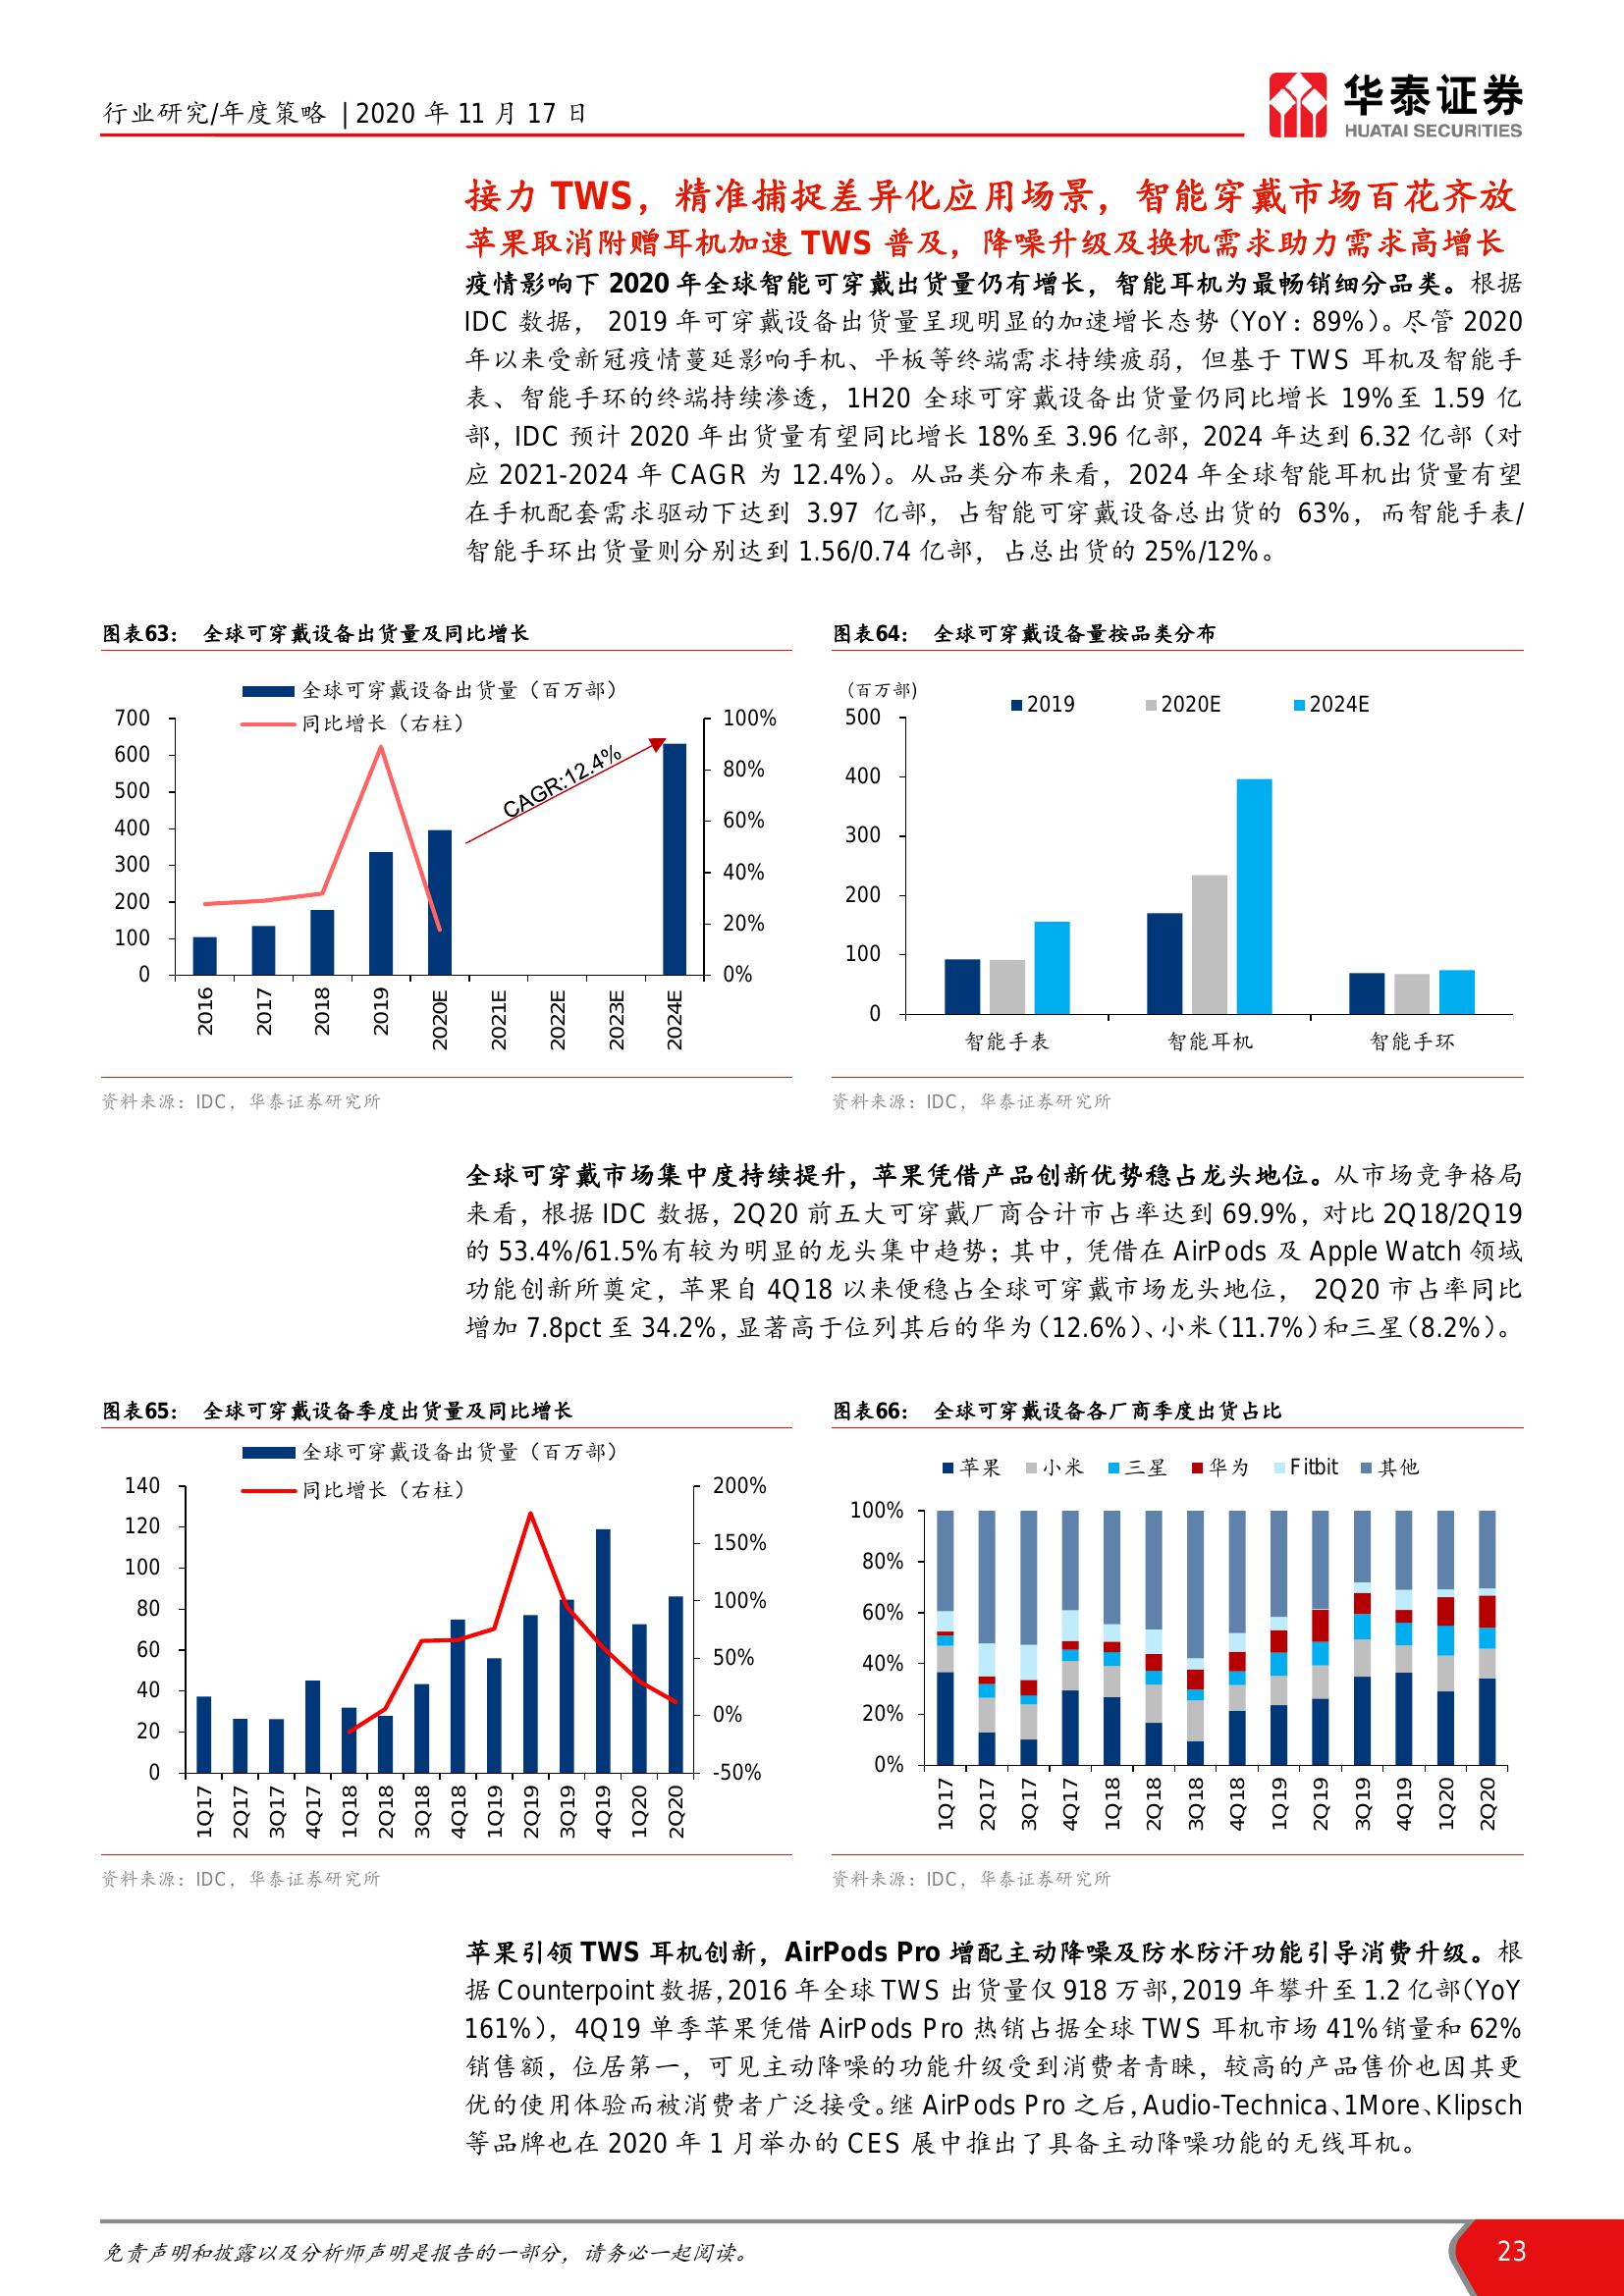 行业研究/年度策略 | 2020 年 11 月 17 日
华泰证券
HUATAI SECURITIES
接力 TWS，精准捕捉差异化应用场景，智能穿戴市场百花齐放
苹果取消附赠耳机加速 TWS 普及，降噪升级及换机需求助力需求高增长
疫情影响下 2020 年全球智能可穿戴出货量仍有增长，智能耳机为最畅销细分品类。根据
IDC 数据， 2019 年可穿戴设备出货量呈现明显的加速增长态势（YoY：89%）。尽管 2020
年以来受新冠疫情蔓延影响手机、平板等终端需求持续疲弱，但基于 TWS 耳机及智能手
表、智能手环的终端持续渗透，1H20 全球可穿戴设备出货量仍同比增长 19%至 1.59 亿
部，IDC 预计 2020 年出货量有望同比增长 18%至 3.96 亿部，2024 年达到 6.32 亿部（对
应 2021-2024 年 CAGR 为 12.4%）。从品类分布来看，2024 年全球智能耳机出货量有望
在手机配套需求驱动下达到 3.97 亿部，占智能可穿戴设备总出货的 63%，而智能手表/
智能手环出货量则分别达到 1.56/0.74 亿部，占总出货的 25%/12%。
图表63： 全球可穿戴设备出货量及同比增长
全球可穿戴设备出货量（百万部）
同比增长（右柱）
700
600
500
400
300
200
100
0
100%
80%
60%
40%
20%
0%
CAGR:12.4%
2016 2017 2018 2019 2020E 2021E 2022E 2023E 2024E
资料来源：IDC，华泰证券研究所
图表64： 全球可穿戴设备量按品类分布
（百万部）
2019 2020E 2024E
500
400
300
200
100
0
智能手表 智能耳机 智能手环
资料来源：IDC，华泰证券研究所
全球可穿戴市场集中度持续提升，苹果凭借产品创新优势稳占龙头地位。从市场竞争格局
来看，根据 IDC 数据，2Q20 前五大可穿戴厂商合计市占率达到 69.9%，对比 2Q18/2Q19
的 53.4%/61.5%有较为明显的龙头集中趋势；其中，凭借在 AirPods 及 Apple Watch 领域
功能创新所奠定，苹果自 4Q18 以来便稳占全球可穿戴市场龙头地位， 2Q20 市占率同比
增加 7.8pct 至 34.2%，显著高于位列其后的华为（12.6%）、小米（11.7%）和三星（8.2%）。
图表65： 全球可穿戴设备季度出货量及同比增长
全球可穿戴设备出货量（百万部）
同比增长（右柱）
140
120
100
80
60
40
20
0
200%
150%
100%
50%
0%
-50%
1Q17 2Q17 3Q17 4Q17 1Q18 2Q18 3Q18 4Q18 1Q19 2Q19 3Q19 4Q19 1Q20 2Q20
资料来源：IDC，华泰证券研究所
图表66： 全球可穿戴设备各厂商季度出货占比
苹果 小米 三星 华为 Fitbit 其他
100%
80%
60%
40%
20%
0%
1Q17 2Q17 3Q17 4Q17 1Q18 2Q18 3Q18 4Q18 1Q19 2Q19 3Q19 4Q19 1Q20 2Q20
资料来源：IDC，华泰证券研究所
苹果引领 TWS 耳机创新，AirPods Pro 增配主动降噪及防水防汗功能引导消费升级。根
据 Counterpoint 数据，2016 年全球 TWS 出货量仅 918 万部，2019 年攀升至 1.2 亿部（YoY
161%），4Q19 单季苹果凭借 AirPods Pro 热销占据全球 TWS 耳机市场 41%销量和 62%
销售额，位居第一，可见主动降噪的功能升级受到消费者青睐，较高的产品售价也因其更
优的使用体验而被消费者广泛接受。继 AirPods Pro 之后，Audio-Technica、1More、Klipsch
等品牌也在 2020 年 1 月举办的 CES 展中推出了具备主动降噪功能的无线耳机。
免责声明和披露以及分析师声明是报告的一部分，请务必一起阅读。
23